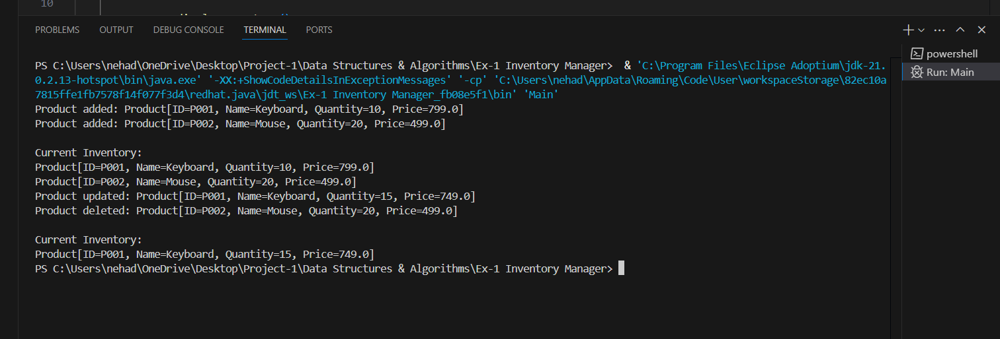 10
PROBLEMS OUTPUT DEBUG CONSOLE TERMINAL PORTS
powershell
Run: Main
PS C:\Users\nehad\OneDrive\Desktop\Project-1\Data Structures & Algorithms\Ex-1 Inventory Manager>  & 'C:\Program Files\Eclipse Adoptium\jdk-21.
0.2.13-hotspot\bin\java.exe' '-XX:+ShowCodeDetailsInExceptionMessages' '-cp' 'C:\Users\nehad\AppData\Roaming\Code\User\workspaceStorage\82ec10a
7815ffe1fb7578f14f077f3d4\redhat.java\jdt_ws\Ex-1 Inventory Manager_fb08e5f1\bin' 'Main'
Product added: Product[ID=P001, Name=Keyboard, Quantity=10, Price=799.0]
Product added: Product[ID=P002, Name=Mouse, Quantity=20, Price=499.0]
Current Inventory:
Product[ID=P001, Name=Keyboard, Quantity=10, Price=799.0]
Product[ID=P002, Name=Mouse, Quantity=20, Price=499.0]
Product updated: Product[ID=P001, Name=Keyboard, Quantity=15, Price=749.0]
Product deleted: Product[ID=P002, Name=Mouse, Quantity=20, Price=499.0]
Current Inventory:
Product[ID=P001, Name=Keyboard, Quantity=15, Price=749.0]
PS C:\Users\nehad\OneDrive\Desktop\Project-1\Data Structures & Algorithms\Ex-1 Inventory Manager>